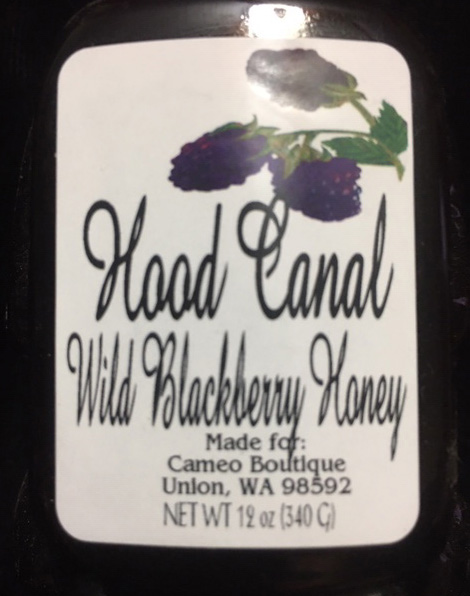 Hood Canal
Wild Blackberry Honey
Made for:
Cameo Boutique
Union, WA 98592
NET WT 12 oz (340 G)